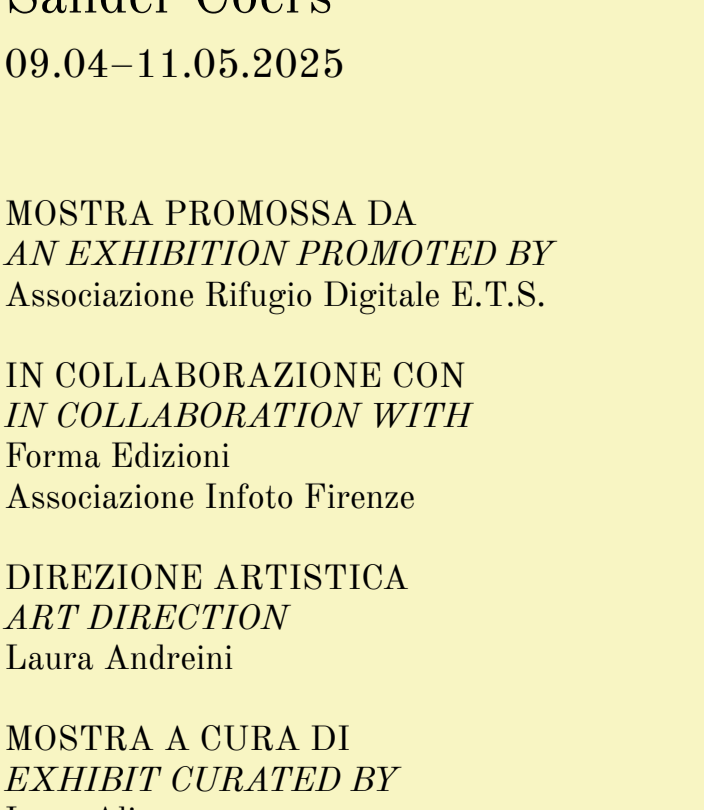 Sander Coers
09.04–11.05.2025
MOSTRA PROMOSSA DA
AN EXHIBITION PROMOTED BY
Associazione Rifugio Digitale E.T.S.
IN COLLABORAZIONE CON
IN COLLABORATION WITH
Forma Edizioni
Associazione Infoto Firenze
DIREZIONE ARTISTICA
ART DIRECTION
Laura Andreini
MOSTRA A CURA DI
EXHIBIT CURATED BY